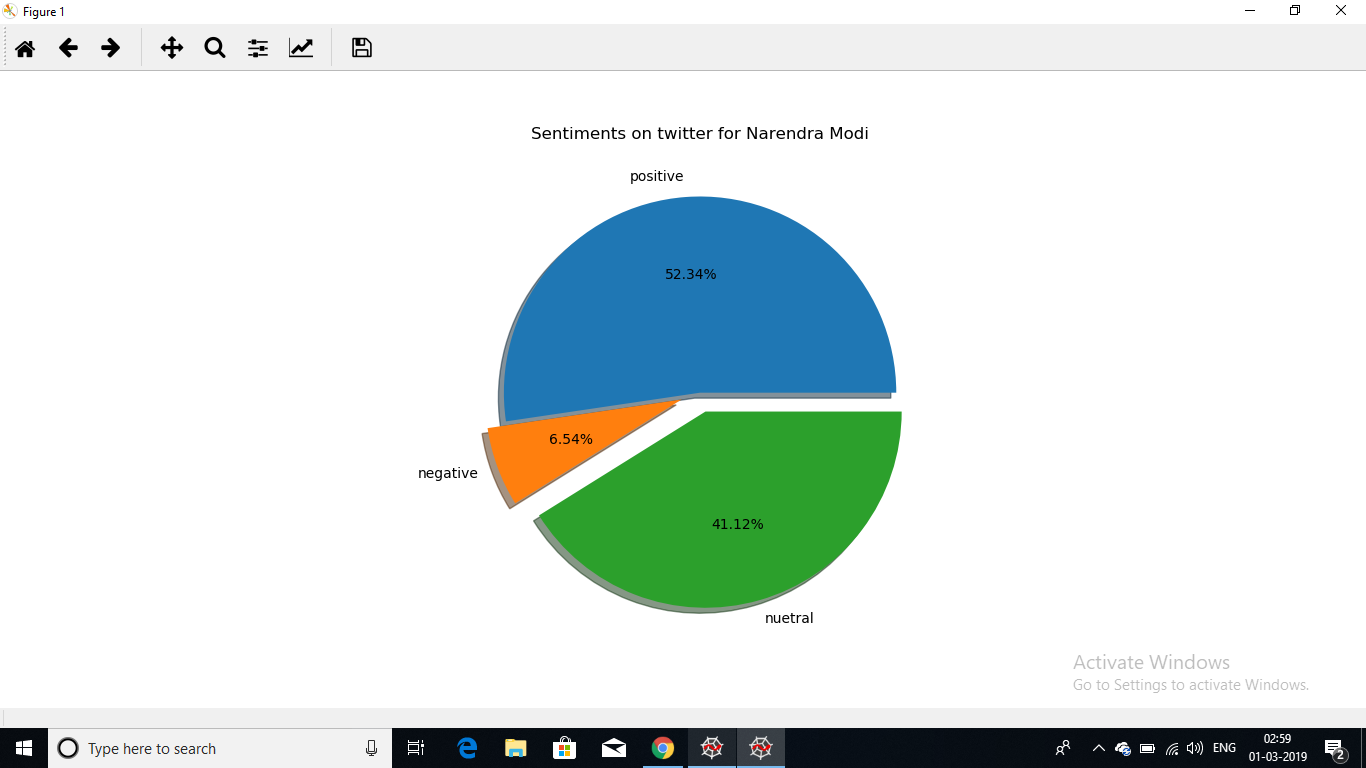 Figure 1
Sentiments on twitter for Narendra Modi
positive
52.34%
6.54%
negative
41.12%
nuetral
Activate Windows
Go to Settings to activate Windows.
Type here to search
ENG
02:59
01-03-2019
2